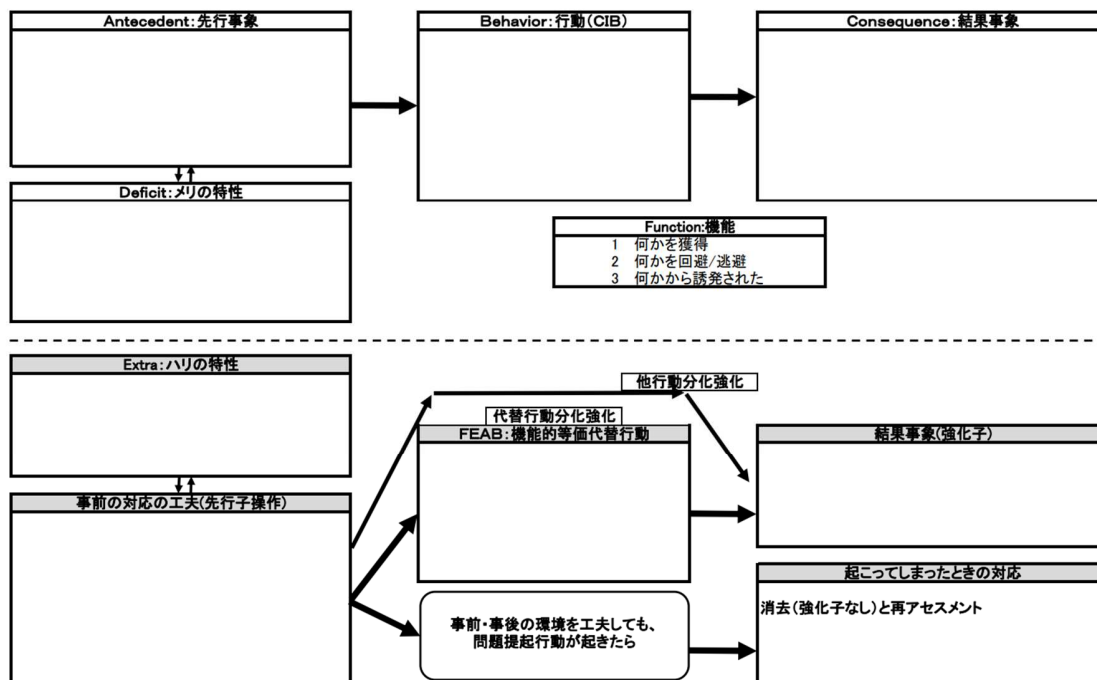 Antecedent:先行事象
Behavior:行動(CIB)
Consequence:結果事象
Deficit:メリの特性
Function:機能
1 何かを獲得
2 何かを回避/逃避
3 何かから誘発された
Extra:ハリの特性
他行動分化強化
代替行動分化強化
FEAB:機能的等価代替行動
結果事象(強化子)
事前の対応の工夫(先行子操作)
起こってしまったときの対応
消去(強化子なし)と再アセスメント
事前・事後の環境を工夫しても、
問題提起行動が起きたら